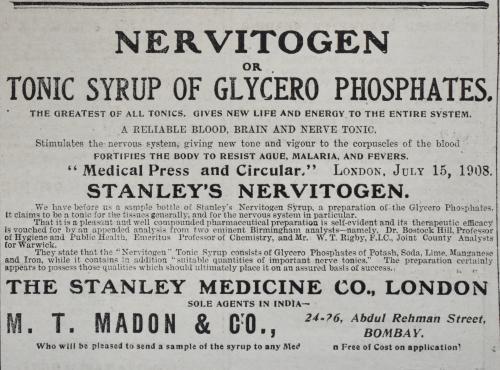 NERVITOGEN
OR
TONIC SYRUP OF GLYCERO PHOSPHATES.
THE GREATEST OF ALL TONICS. GIVES NEW LIFE AND ENERGY TO THE ENTIRE SYSTEM.
A RELIABLE BLOOD, BRAIN AND NERVE TONIC.
Stimulates the nervous system, giving new tone and vigour to the corpuscles of the blood
FORTIFIES THE BODY TO RESIST AGUE, MALARIA, AND FEVERS.
"Medical Press and Circular." LONDON, JULY 15, 1908.
STANLEY'S NERVITOGEN.
We have before us a sample bottle of Stanley's Nervitogen Syrup, a preparation of the Glycero Phosphates.
It claims to be a tonic for the tissues generally, and for the nervous system in particular.
That it is a pleasant and well compounded pharmaceutical preparation is self-evident and its therapeutic efficacy
is vouched for by an appended analysis from two eminent Birmingham analysts—namely, Dr. Bostock Hill, Professor
of Hygiene and Public Health, Emeritus Professor of Chemistry, and Mr. W. T. Rigby, F.I.C., Joint County Analysts
for Warwick.
They state that the "Nervitogen" Tonic Syrup consists of Glycero Phosphates of Potash, Soda, Lime, Manganese
and Iron, while it contains in addition "suitable quantities of important nerve tonics." The preparation certainly
appears to possess those qualities which should ultimately place it on an assured basis of success.
THE STANLEY MEDICINE CO., LONDON
SOLE AGENTS IN INDIA—
M. T. MADON & CO.,
24-26, Abdul Rehman Street,
BOMBAY.
Who will be pleased to send a sample of the syrup to any Med n Free of Cost on application